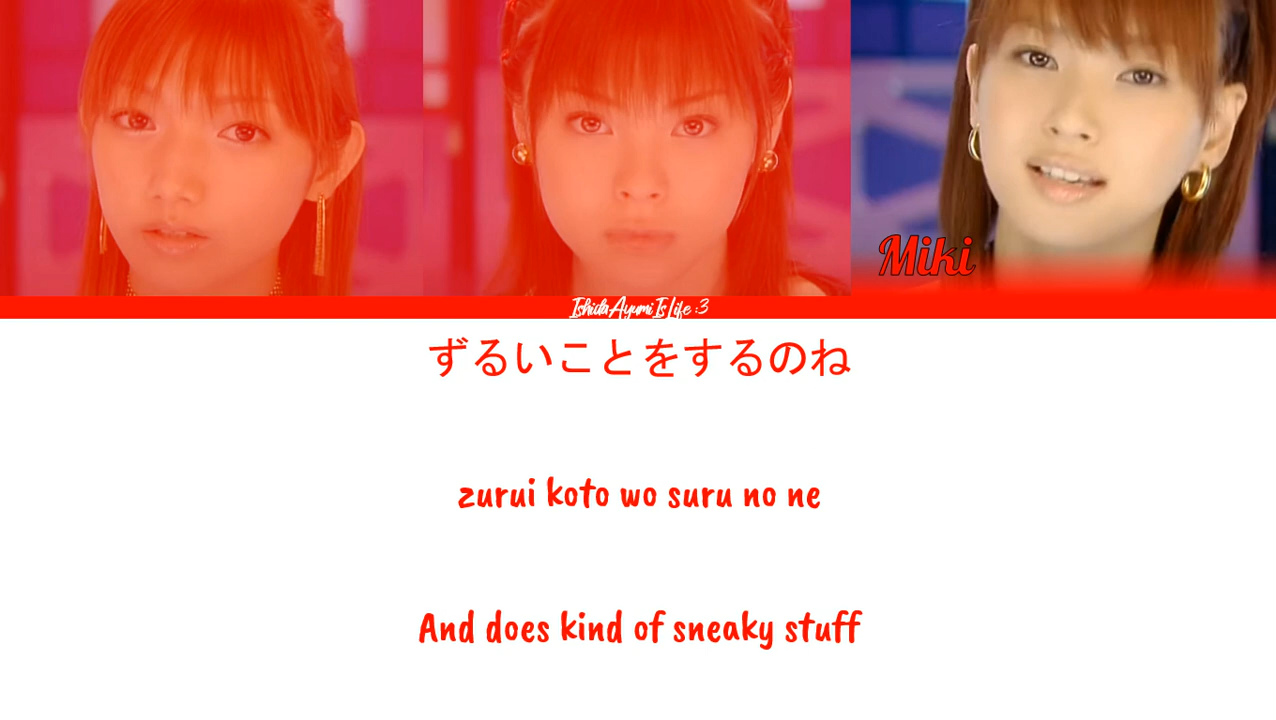 Miki
IshidaAyumiIsLife :3
ずるいことをするのね
zurui koto wo suru no ne
And does kind of sneaky stuff